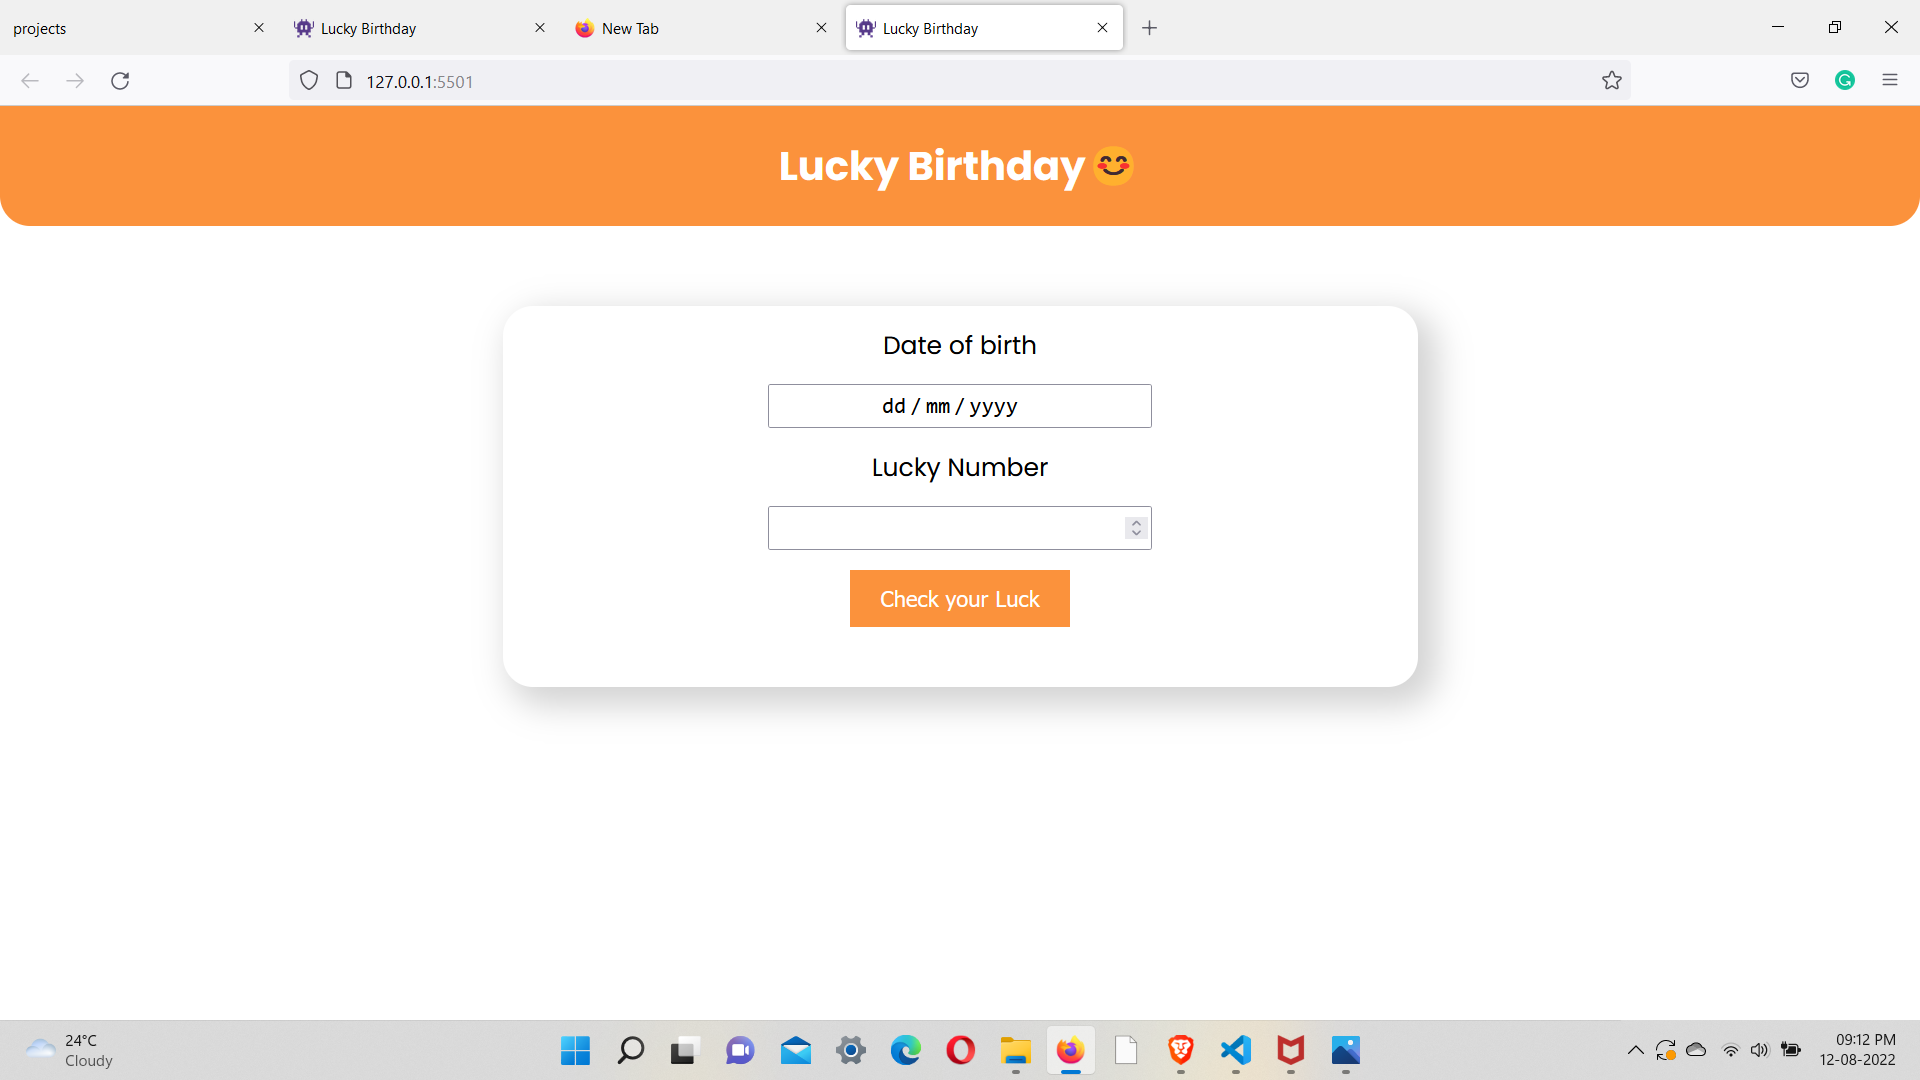 projects
Lucky Birthday
New Tab
Lucky Birthday
127.0.0.1:5501
Lucky Birthday 😊
Date of birth
dd / mm / yyyy
Lucky Number
Check your Luck
24°C
Cloudy
09:12 PM
12-08-2022